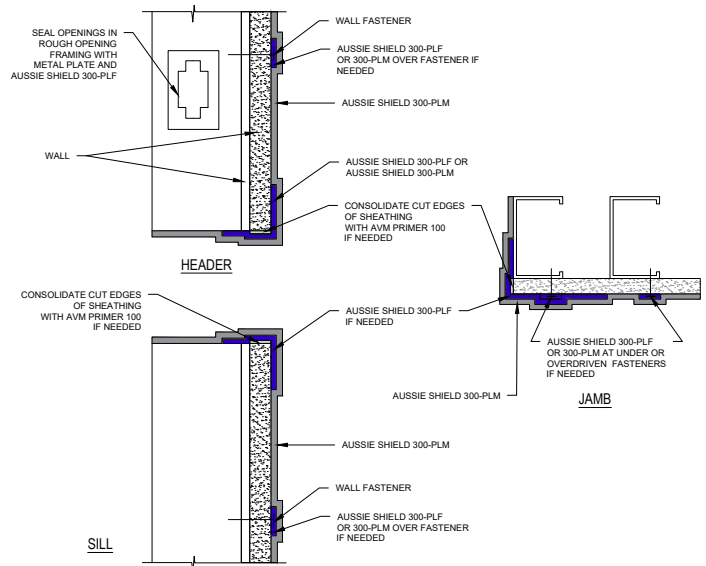 SEAL OPENINGS IN
ROUGH OPENING
FRAMING WITH
METAL PLATE AND
AUSSIE SHIELD 300-PLF
WALL
WALL FASTENER
AUSSIE SHIELD 300-PLF
OR 300-PLM OVER FASTENER IF
NEEDED
AUSSIE SHIELD 300-PLM
AUSSIE SHIELD 300-PLF OR
AUSSIE SHIELD 300-PLM
CONSOLIDATE CUT EDGES
OF SHEATHING
WITH AVM PRIMER 100
IF NEEDED
HEADER
CONSOLIDATE CUT EDGES
OF SHEATHING
WITH AVM PRIMER 100
IF NEEDED
AUSSIE SHIELD 300-PLF
IF NEEDED
AUSSIE SHIELD 300-PLF
OR 300-PLM AT UNDER OR
OVERDRIVEN FASTENERS
IF NEEDED
AUSSIE SHIELD 300-PLM
JAMB
AUSSIE SHIELD 300-PLM
WALL FASTENER
AUSSIE SHIELD 300-PLF
OR 300-PLM OVER FASTENER
IF NEEDED
SILL